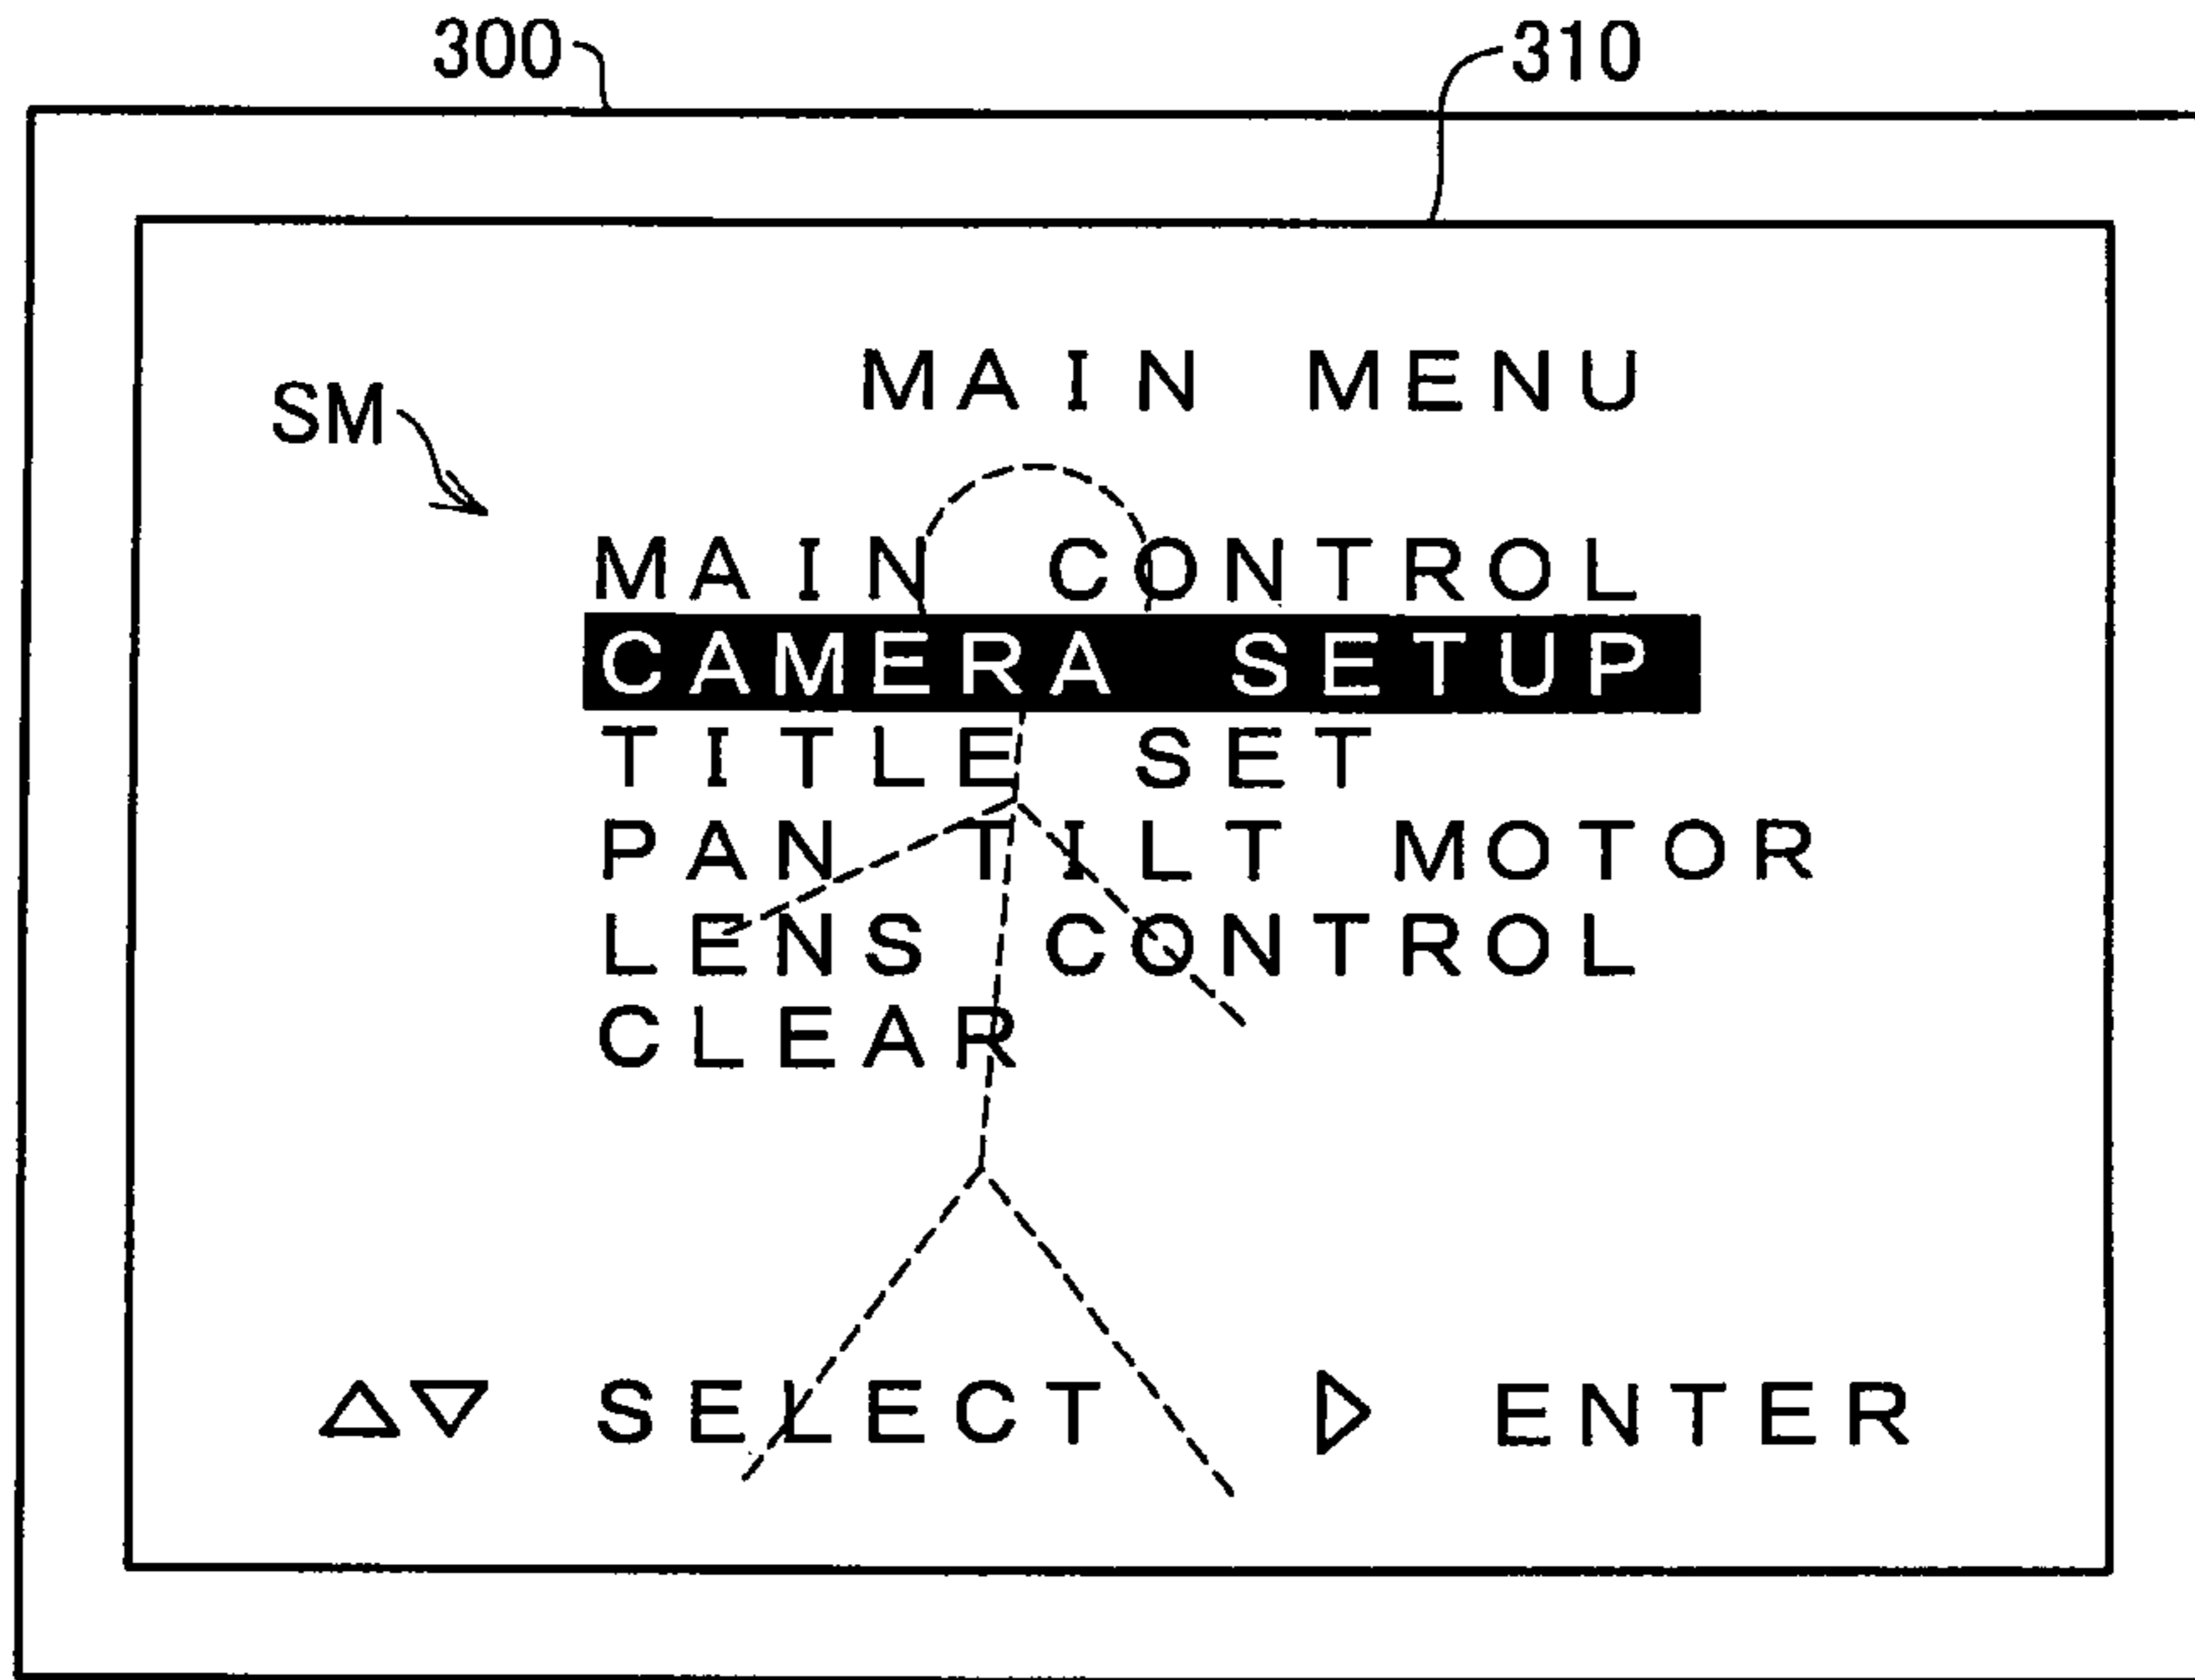 300 310
MAIN MENU
SM
MAIN CONTROL
CAMERA SETUP
TITLE SET
PAN TILT MOTOR
LENS CONTROL
CLEAR
△▽ SELECT ▷ ENTER